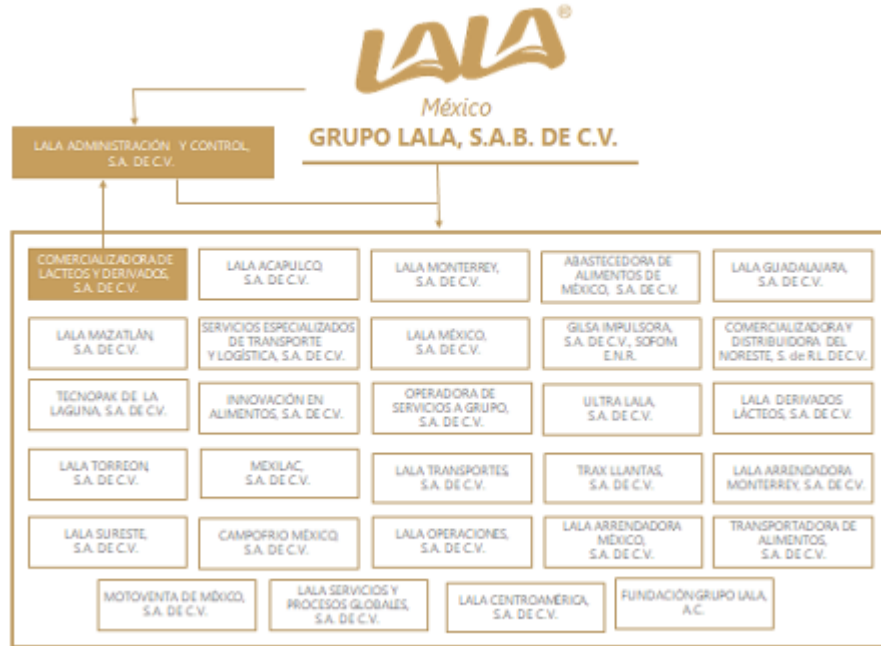 LALA®
México
GRUPO LALA, S.A.B. DE C.V.
LALA ADMINISTRACIÓN Y CONTROL,
S.A. DE C.V.
COMERCIALIZADORA DE
LACTEOS Y DERIVADOS,
S.A. DE C.V.
LALA ACAPULCO,
S.A. DE C.V.
LALA MONTERREY,
S.A. DE C.V.
ABASTECEDORA DE
ALIMENTOS DE
MÉXICO, S.A. DE C.V.
LALA GUADALAJARA,
S.A. DE C.V.
LALA MAZATLÁN,
S.A. DE C.V.
SERVICIOS ESPECIALIZADOS
DE TRANSPORTE
Y LOGÍSTICA, S.A. DE C.V.
LALA MÉXICO,
S.A. DE C.V.
GILSA IMPULSORA,
S.A. DE C.V., SOFOM
E.N.R.
COMERCIALIZADORA Y
DISTRIBUIDORA DEL
NORESTE, S. de R.L. DE C.V.
TECNOPAK DE LA
LAGUNA, S.A. DE C.V.
INNOVACIÓN EN
ALIMENTOS, S.A. DE C.V.
OPERADORA DE
SERVICIOS A GRUPO,
S.A. DE C.V.
ULTRA LALA,
S.A. DE C.V.
LALA DERIVADOS
LÁCTEOS, S.A. DE C.V.
LALA TORREON,
S.A. DE C.V.
MEXILAC,
S.A. DE C.V.
LALA TRANSPORTES,
S.A. DE C.V.
TRAX LLANTAS,
S.A. DE C.V.
LALA ARRENDADORA
MONTERREY, S.A. DE C.V.
LALA SURESTE,
S.A. DE C.V.
CAMPOFRIO MÉXICO,
S.A. DE C.V.
LALA OPERACIONES,
S.A. DE C.V.
LALA ARRENDADORA
MÉXICO,
S.A. DE C.V.
TRANSPORTADORA DE
ALIMENTOS,
S.A. DE C.V.
MOTOVENTA DE MÉXICO,
S.A. DE C.V.
LALA SERVICIOS Y
PROCESOS GLOBALES,
S.A. DE C.V.
LALA CENTROAMÉRICA,
S.A. DE C.V.
FUNDACIÓN GRUPO LALA,
A.C.